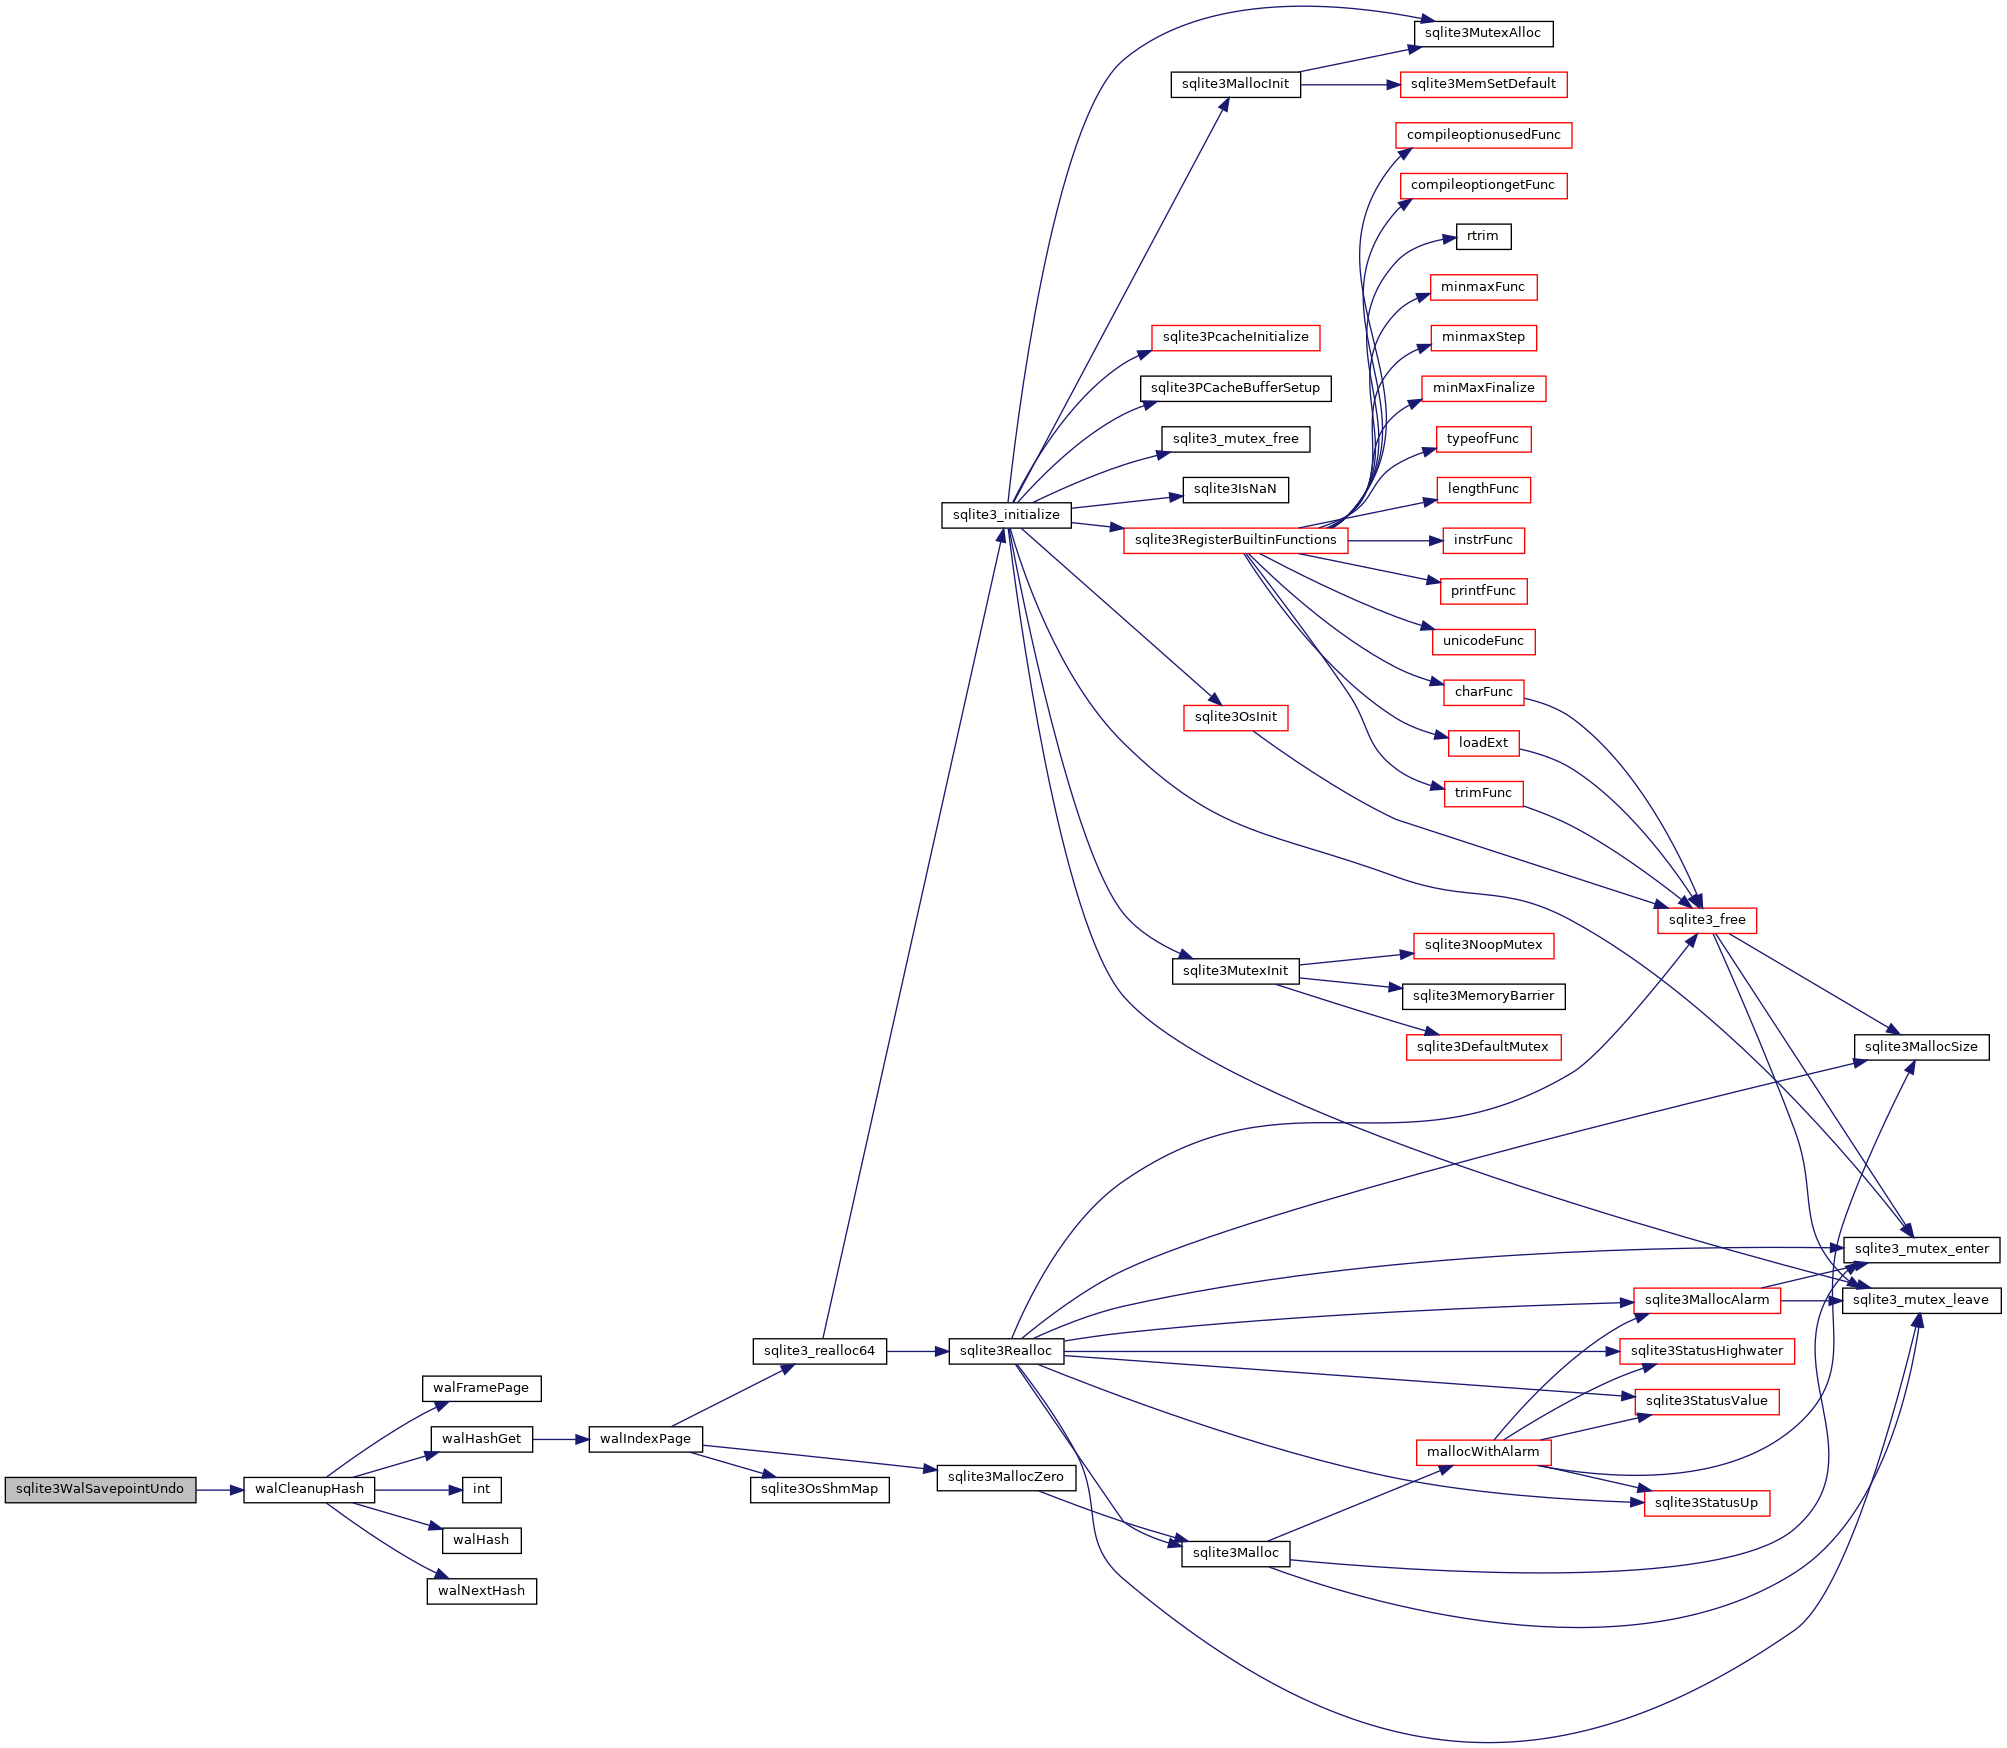 sqlite3MutexAlloc
sqlite3MallocInit
sqlite3MemSetDefault
compileoptionusedFunc
compileoptiongetFunc
rtrim
minmaxFunc
sqlite3PcacheInitialize
minmaxStep
sqlite3PCacheBufferSetup
minMaxFinalize
sqlite3_mutex_free
typeofFunc
sqlite3IsNaN
lengthFunc
sqlite3_initialize
sqlite3RegisterBuiltinFunctions
instrFunc
printfFunc
unicodeFunc
charFunc
sqlite3OsInit
loadExt
trimFunc
sqlite3_free
sqlite3NoopMutex
sqlite3MutexInit
sqlite3MemoryBarrier
sqlite3DefaultMutex
sqlite3MallocSize
sqlite3_mutex_enter
sqlite3MallocAlarm
sqlite3_mutex_leave
sqlite3_realloc64
sqlite3Realloc
sqlite3StatusHighwater
walFramePage
sqlite3StatusValue
walHashGet
walIndexPage
mallocWithAlarm
sqlite3MallocZero
sqlite3WalSavepointUndo
walCleanupHash
int
sqlite3OsShmMap
sqlite3StatusUp
walHash
sqlite3Malloc
walNextHash